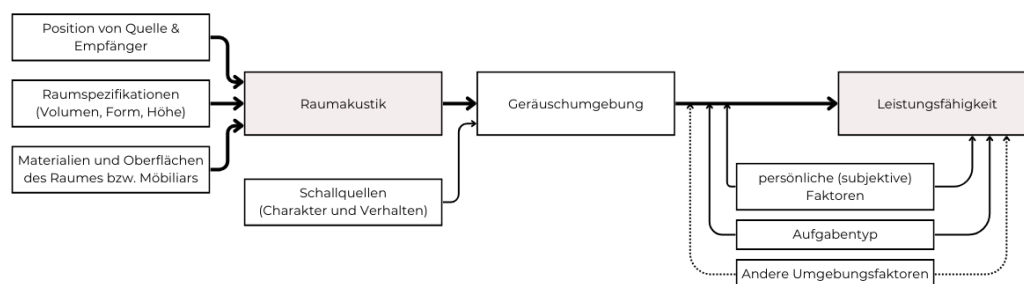 Position von Quelle &
Empfänger
Raumspezifikationen
(Volumen, Form, Höhe)
Materialien und Oberflächen
des Raumes bzw. Möbiliars
Raumakustik
Schallquellen
(Charakter und Verhalten)
Geräuschumgebung
Leistungsfähigkeit
persönliche (subjektive)
Faktoren
Aufgabentyp
Andere Umgebungsfaktoren